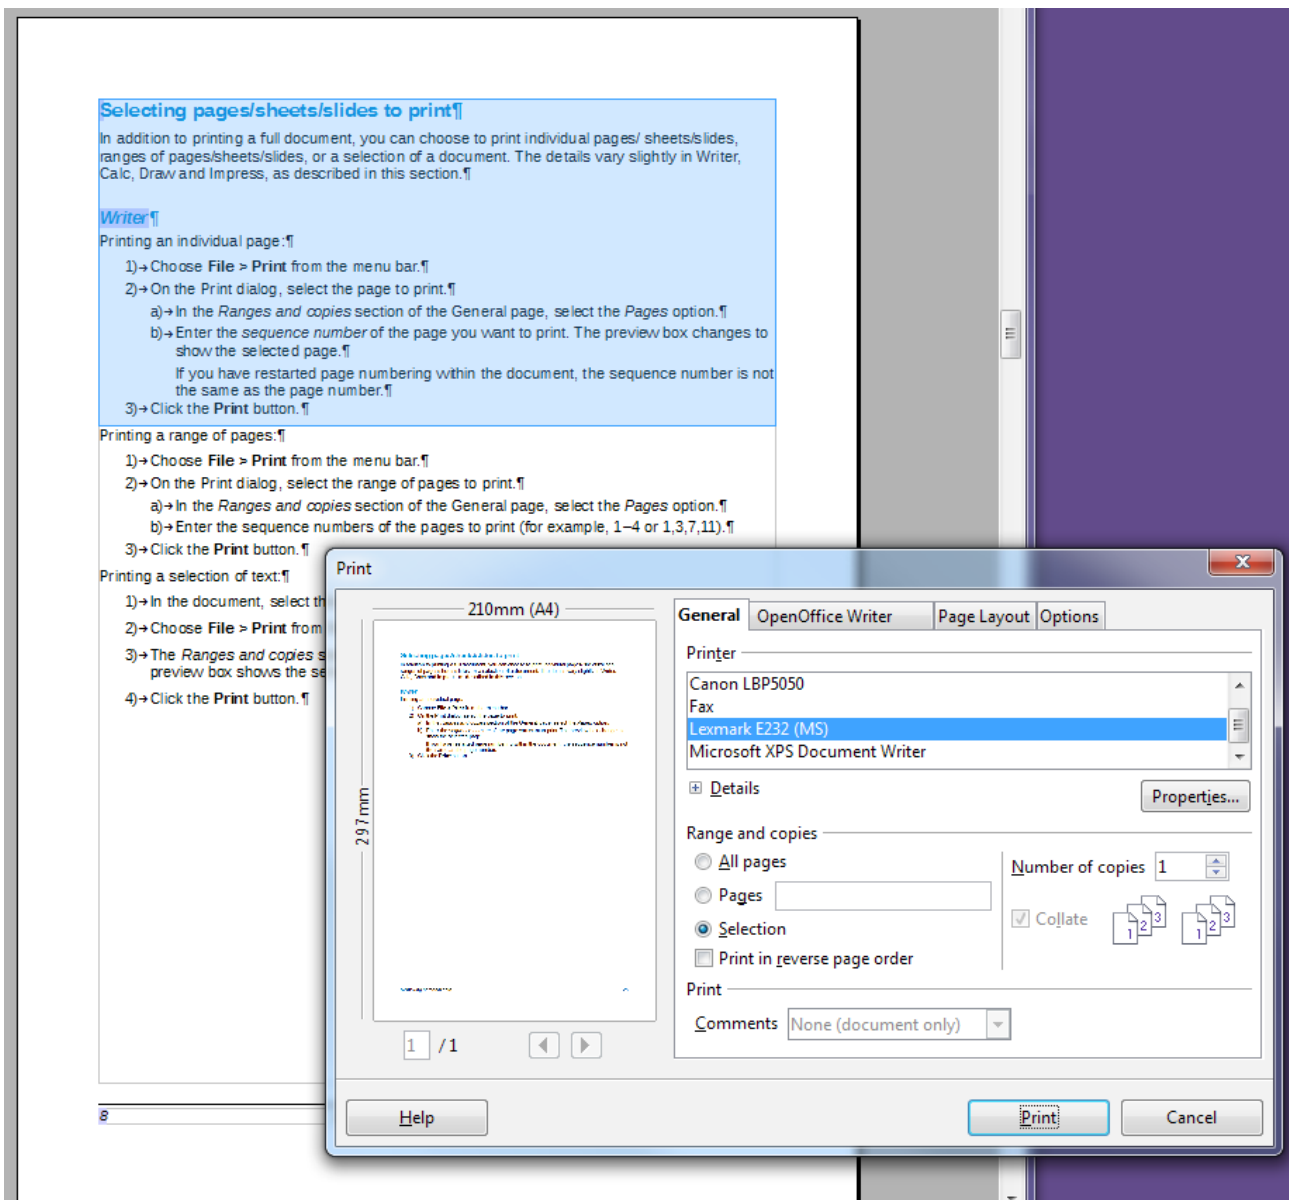 Selecting pages/sheets/slides to print¶
In addition to printing a full document, you can choose to print individual pages/ sheets/slides,
ranges of pages/sheets/slides, or a selection of a document. The details vary slightly in Writer,
Calc, Draw and Impress, as described in this section.¶
Writer¶
Printing an individual page:¶
1)→Choose File > Print from the menu bar.¶
2)→On the Print dialog, select the page to print.¶
a)→In the Ranges and copies section of the General page, select the Pages option.¶
b)→Enter the sequence number of the page you want to print. The preview box changes to
show the selected page.¶
If you have restarted page numbering within the document, the sequence number is not
the same as the page number.¶
3)→Click the Print button.¶
Printing a range of pages:¶
1)→Choose File > Print from the menu bar.¶
2)→On the Print dialog, select the range of pages to print.¶
a)→In the Ranges and copies section of the General page, select the Pages option.¶
b)→Enter the sequence numbers of the pages to print (for example, 1–4 or 1,3,7,11).¶
3)→Click the Print button.¶
Printing a selection of text:¶
1)→In the document, select th
2)→Choose File > Print from
3)→The Ranges and copies s
preview box shows the se
4)→Click the Print button.¶
8
Print
210mm (A4)
297mm
1 / 1
General OpenOffice Writer Page Layout Options
Printer
Canon LBP5050
Fax
Lexmark E232 (MS)
Microsoft XPS Document Writer
Details
Properties...
Range and copies
All pages
Pages
Selection
Print in reverse page order
Number of copies 1
Collate
1 2 3 1 2 3
Print
Comments None (document only)
Help Print Cancel